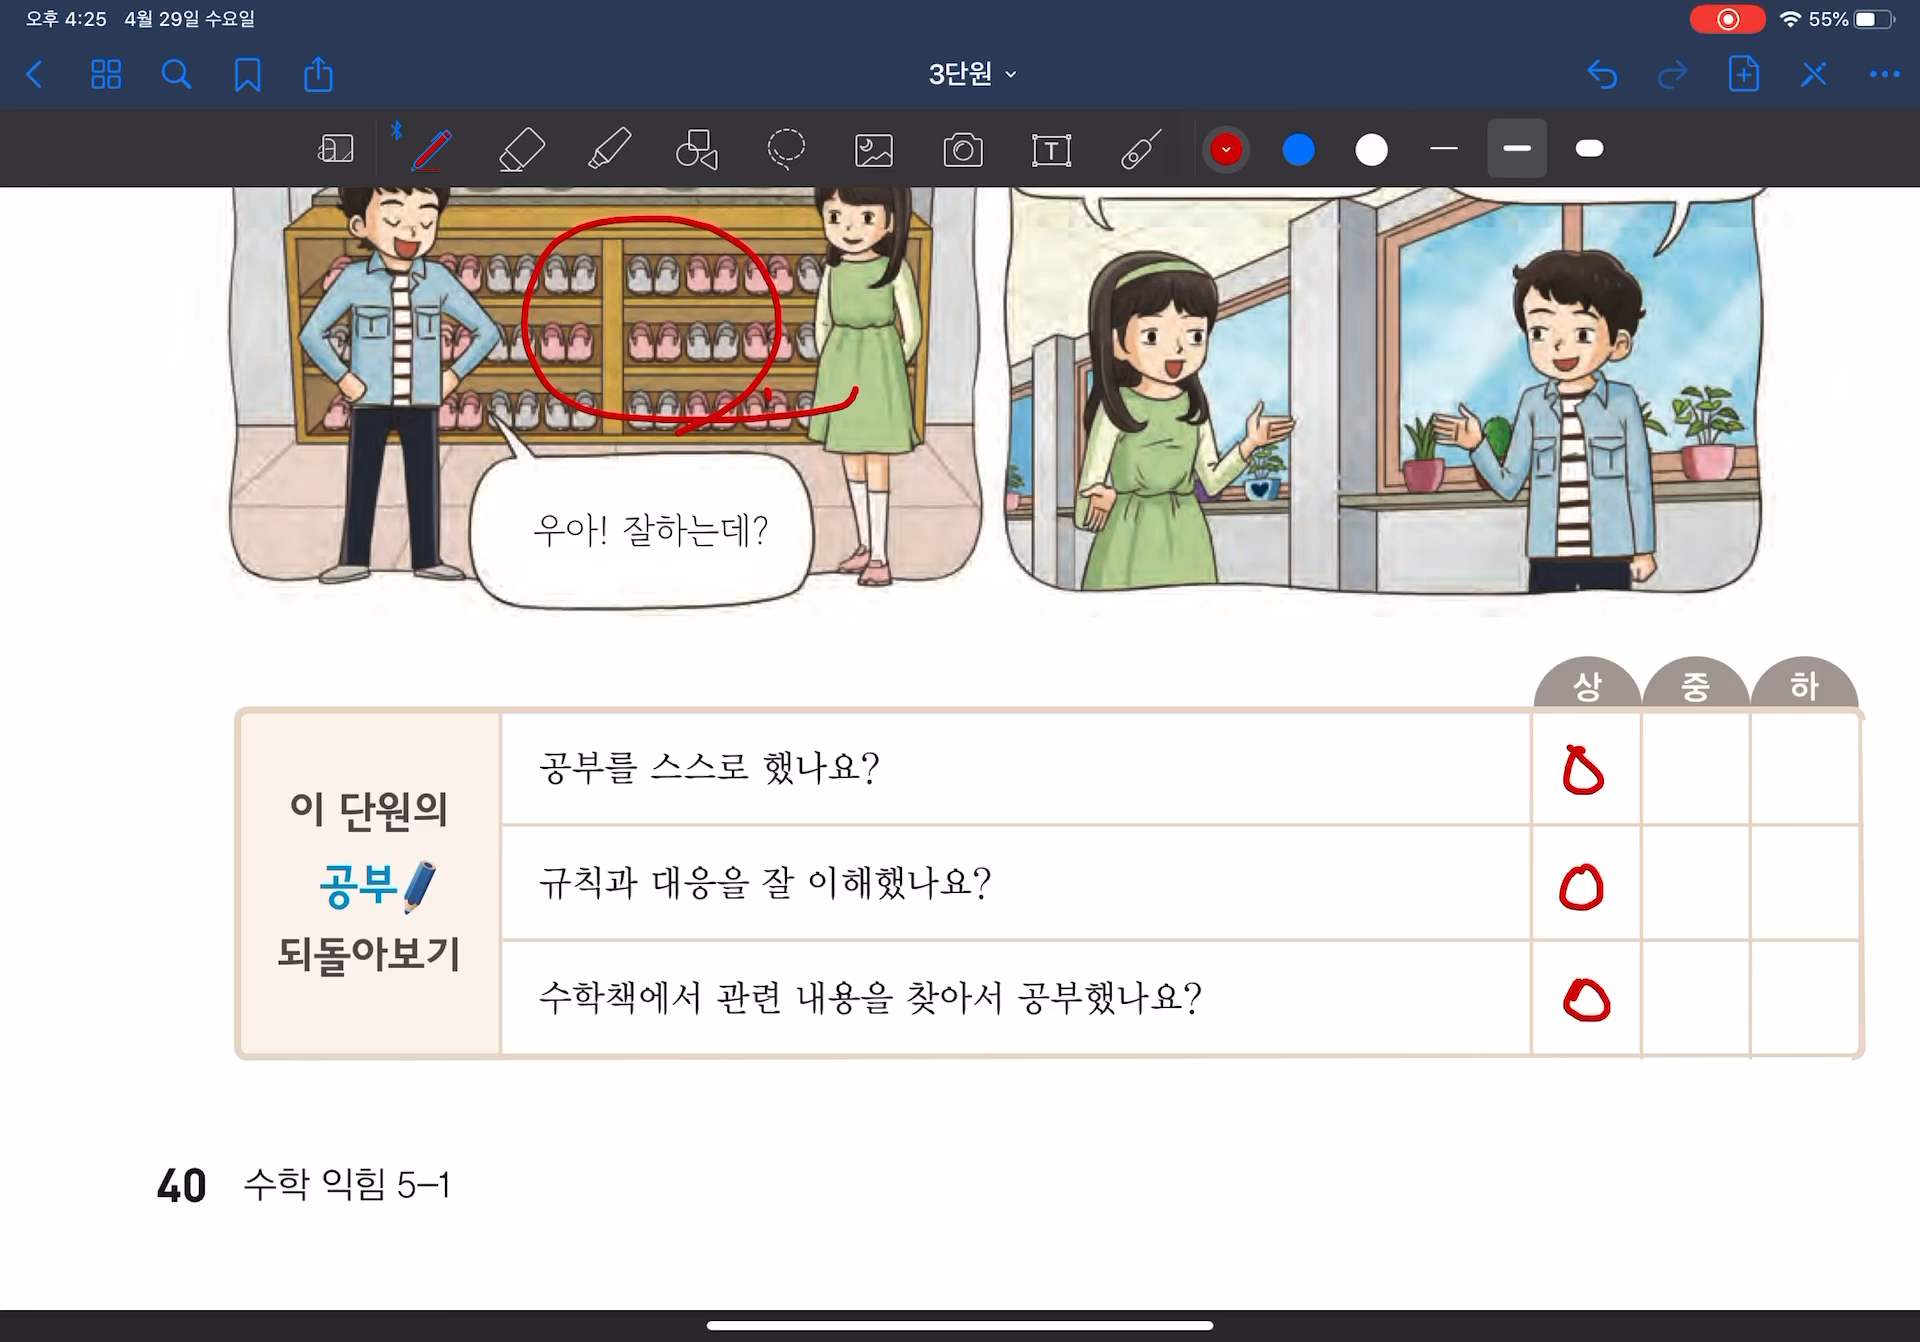 오후 4:25 4월 29일 수요일
55%
3단원
T
우아! 잘하는데?
상 중 하
이 단원의
공부
되돌아보기
공부를 스스로 했나요?
규칙과 대응을 잘 이해했나요?
수학책에서 관련 내용을 찾아서 공부했나요?
40 수학 익힘 5-1